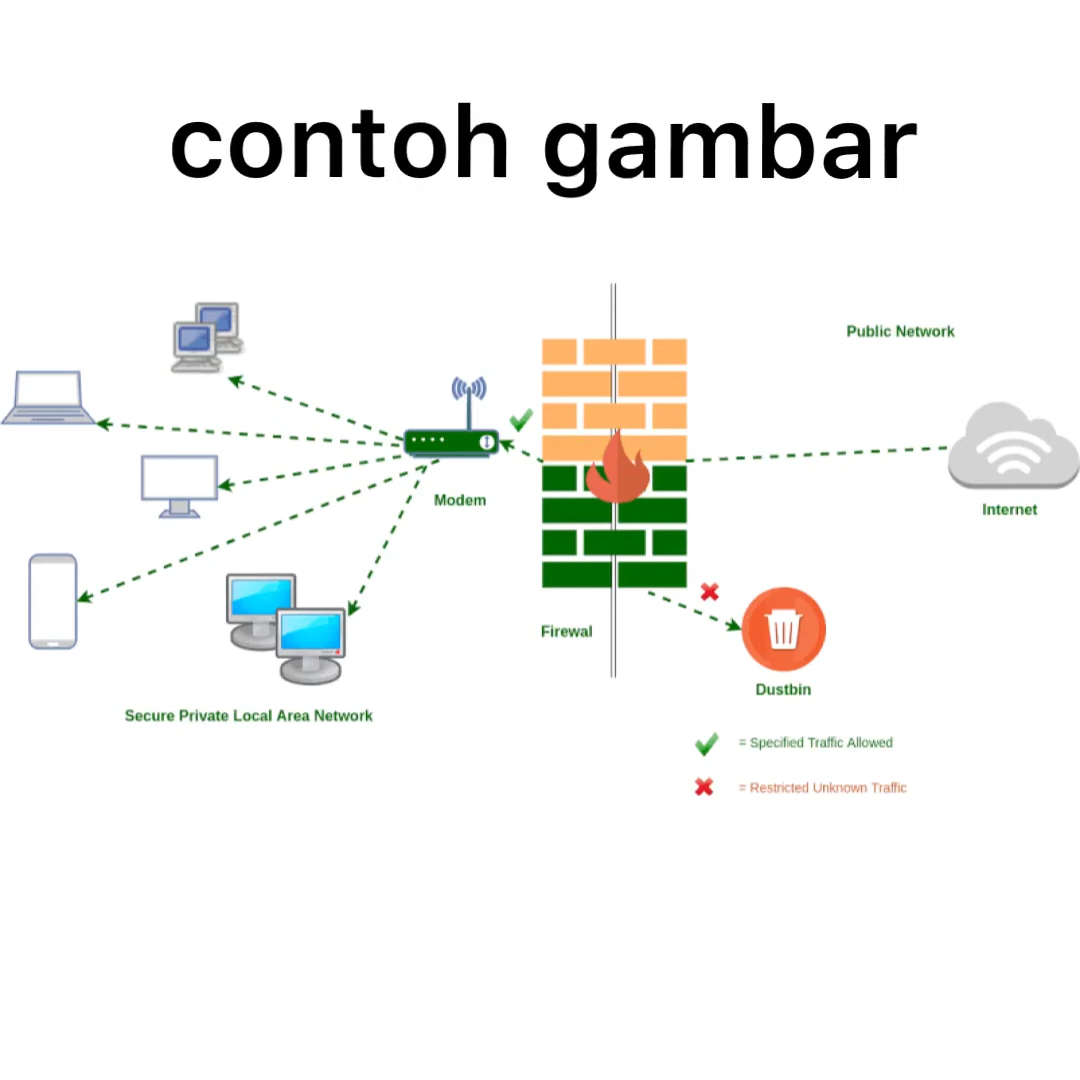 contoh gambar
Public Network
Modem
Internet
Firewal
Dustbin
Secure Private Local Area Network
= Specified Traffic Allowed
= Restricted Unknown Traffic